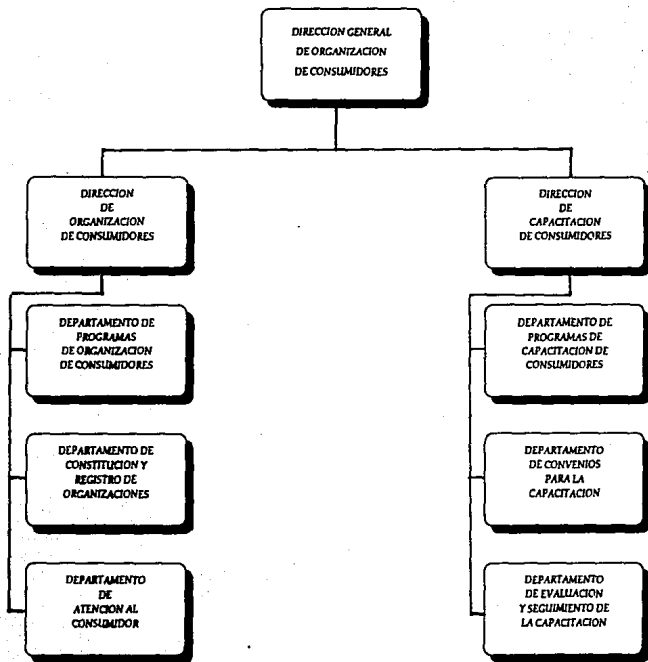 DIRECCION GENERAL
DE ORGANIZACION
DE CONSUMIDORES
DIRECCION
DE
ORGANIZACION
DE CONSUMIDORES
DIRECCION
DE
CAPACITACION
DE CONSUMIDORES
DEPARTAMENTO DE
PROGRAMAS
DE ORGANIZACION
DE CONSUMIDORES
DEPARTAMENTO DE
PROGRAMAS DE
CAPACITACION DE
CONSUMIDORES
DEPARTAMENTO DE
CONSTITUCION Y
REGISTRO DE
ORGANIZACIONES
DEPARTAMENTO
DE CONVENIOS
PARA LA
CAPACITACION
DEPARTAMENTO
DE
ATENCION AL
CONSUMIDOR
DEPARTAMENTO
DE EVALUACION
Y SEGUIMIENTO DE
LA CAPACITACION